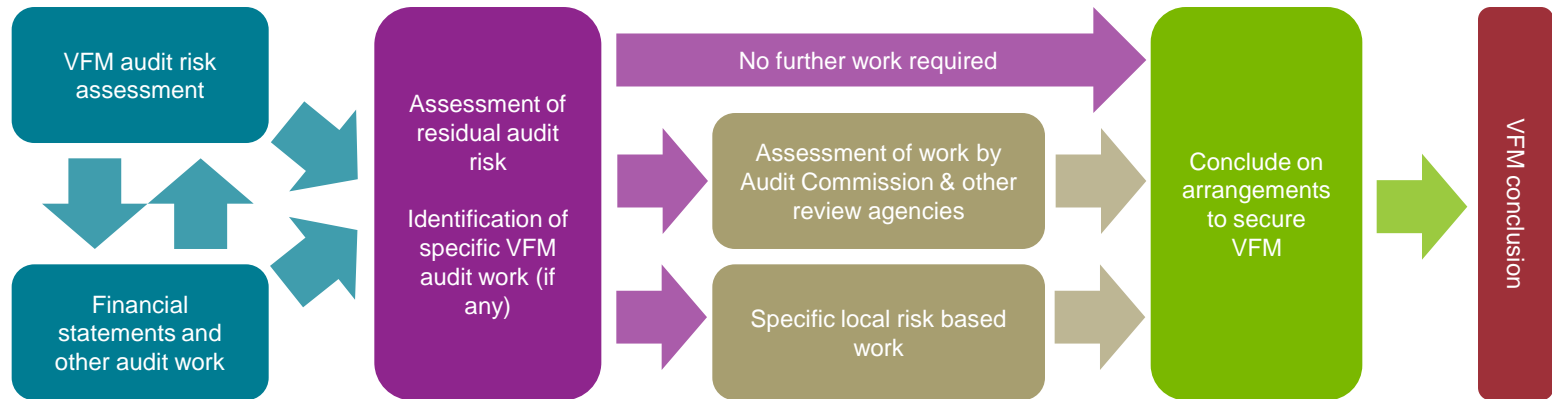 VFM audit risk
assessment
Financial
statements and
other audit work
Assessment of
residual audit
risk
Identification of
specific VFM
audit work (if
any)
No further work required
Assessment of work by
Audit Commission & other
review agencies
Specific local risk based
work
Conclude on
arrangements
to secure
VFM
VFM conclusion